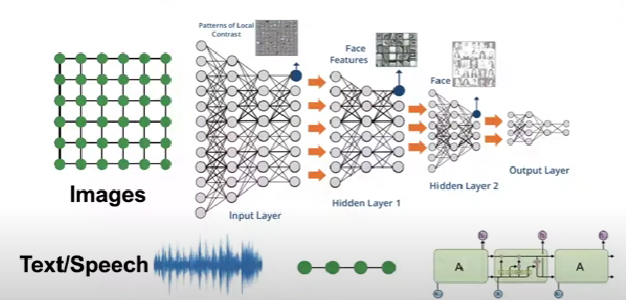 Patterns of Local
Contrast
Face
Features
Face
Images
Input Layer
Hidden Layer 1
Hidden Layer 2
Output Layer
Text/Speech
A
A